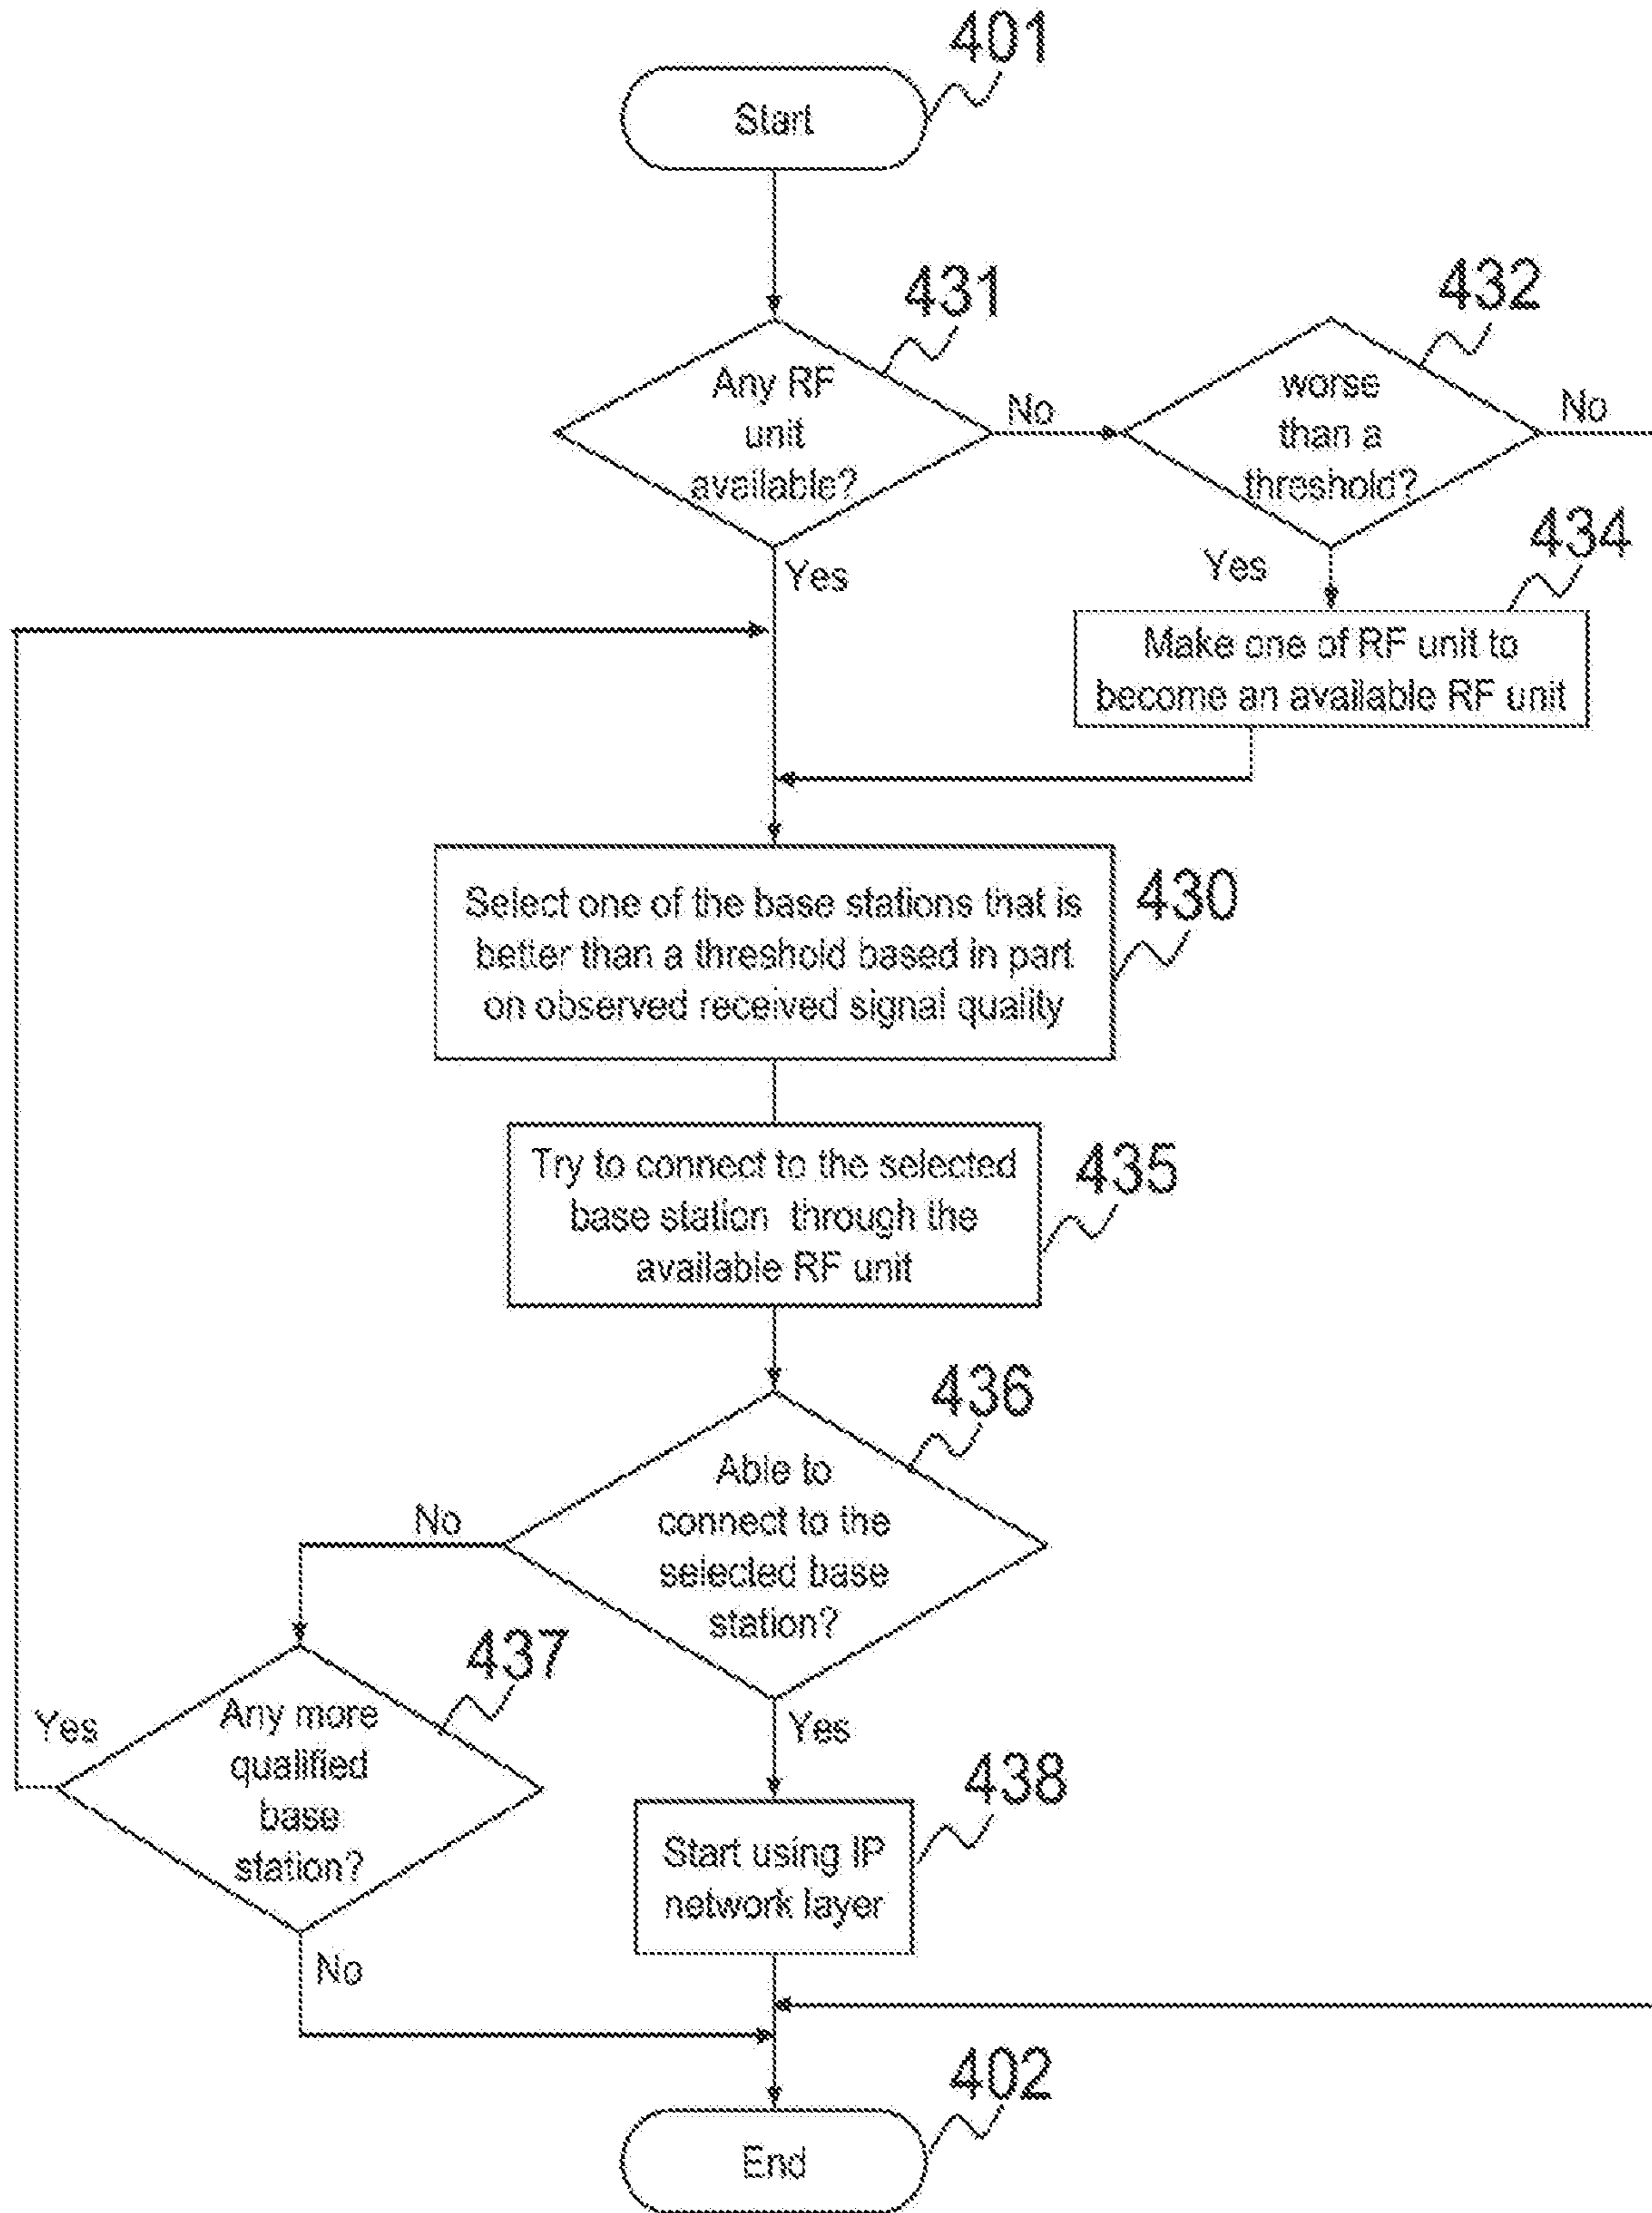 401
Start
431
432
Any RF
unit
available?
No
worse
than a
threshold?
No
Yes
Yes
434
Make one of RF unit to
become an available RF unit
Select one of the base stations that is
better than a threshold based in part
on observed received signal quality
430
Try to connect to the selected
base station through the
available RF unit
435
436
Able to
connect to the
selected base
station?
No
437
Any more
qualified
base
station?
Yes
Yes
438
Start using IP
network layer
No
402
End